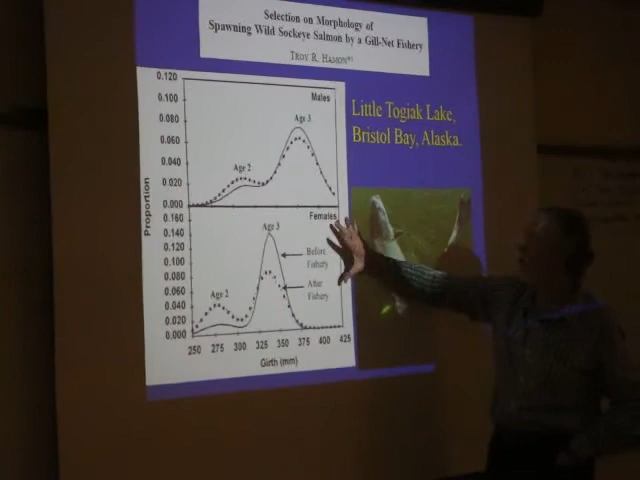 Selection on Morphology of
Spawning Wild Sockeye Salmon by a Gill-Net Fishery
TROY R. HAMON
Little Togiak Lake,
Bristol Bay, Alaska.
Proportion
0.120
0.100
0.080
0.060
0.040
0.020
0.000
Males
Age 2
Age 3
0.160
0.140
0.120
0.100
0.080
0.060
0.040
0.020
0.000
Females
Age 3
Age 2
Before
Fishery
After
Fishery
250 275 300 325 350 375 400 425
Girth (mm)